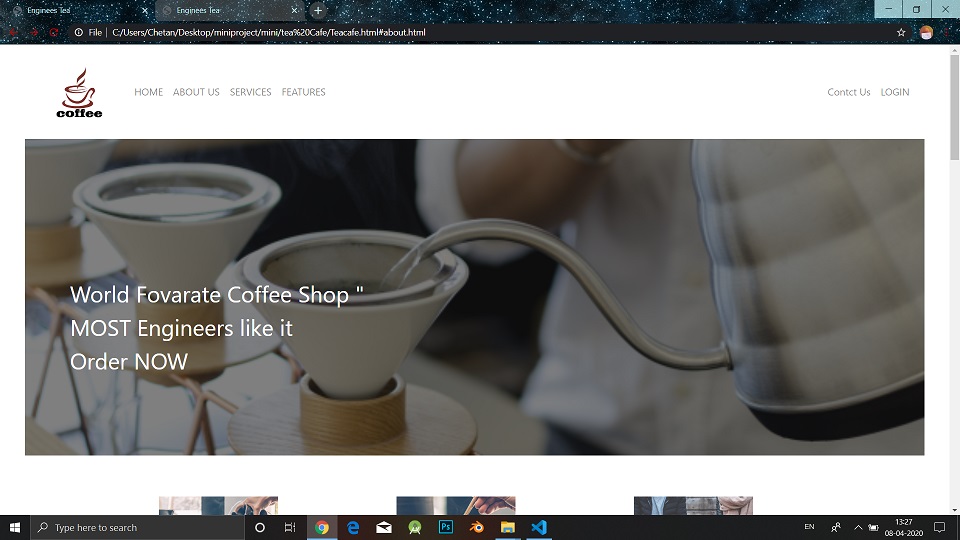 Enginees Tea
Enginees Tea
File
C:/Users/Chetan/Desktop/miniproject/mini/tea%20Cafe/Teacafe.html#about.html
coffee
HOME ABOUT US SERVICES FEATURES
Contct Us LOGIN
World Fovarate Coffee Shop "
MOST Engineers like it
Order NOW
Type here to search
Ps
EN
13:27
08-04-2020